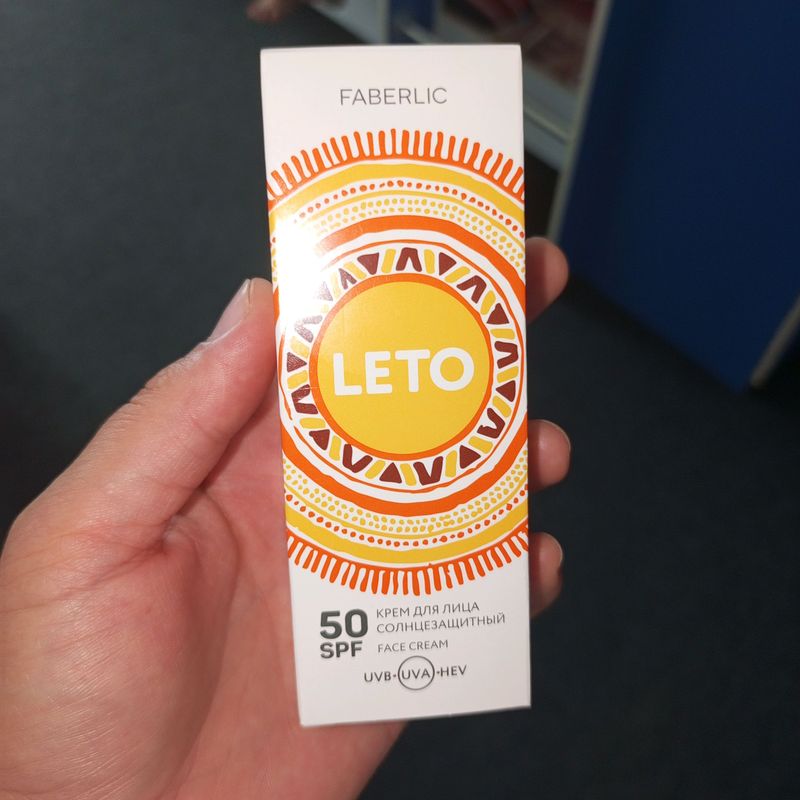 FABERLIC
LETO
50
SPF
КРЕМ ДЛЯ ЛИЦА
СОЛНЦЕЗАЩИТНЫЙ
FACE CREAM
UVB•UVA•HEV